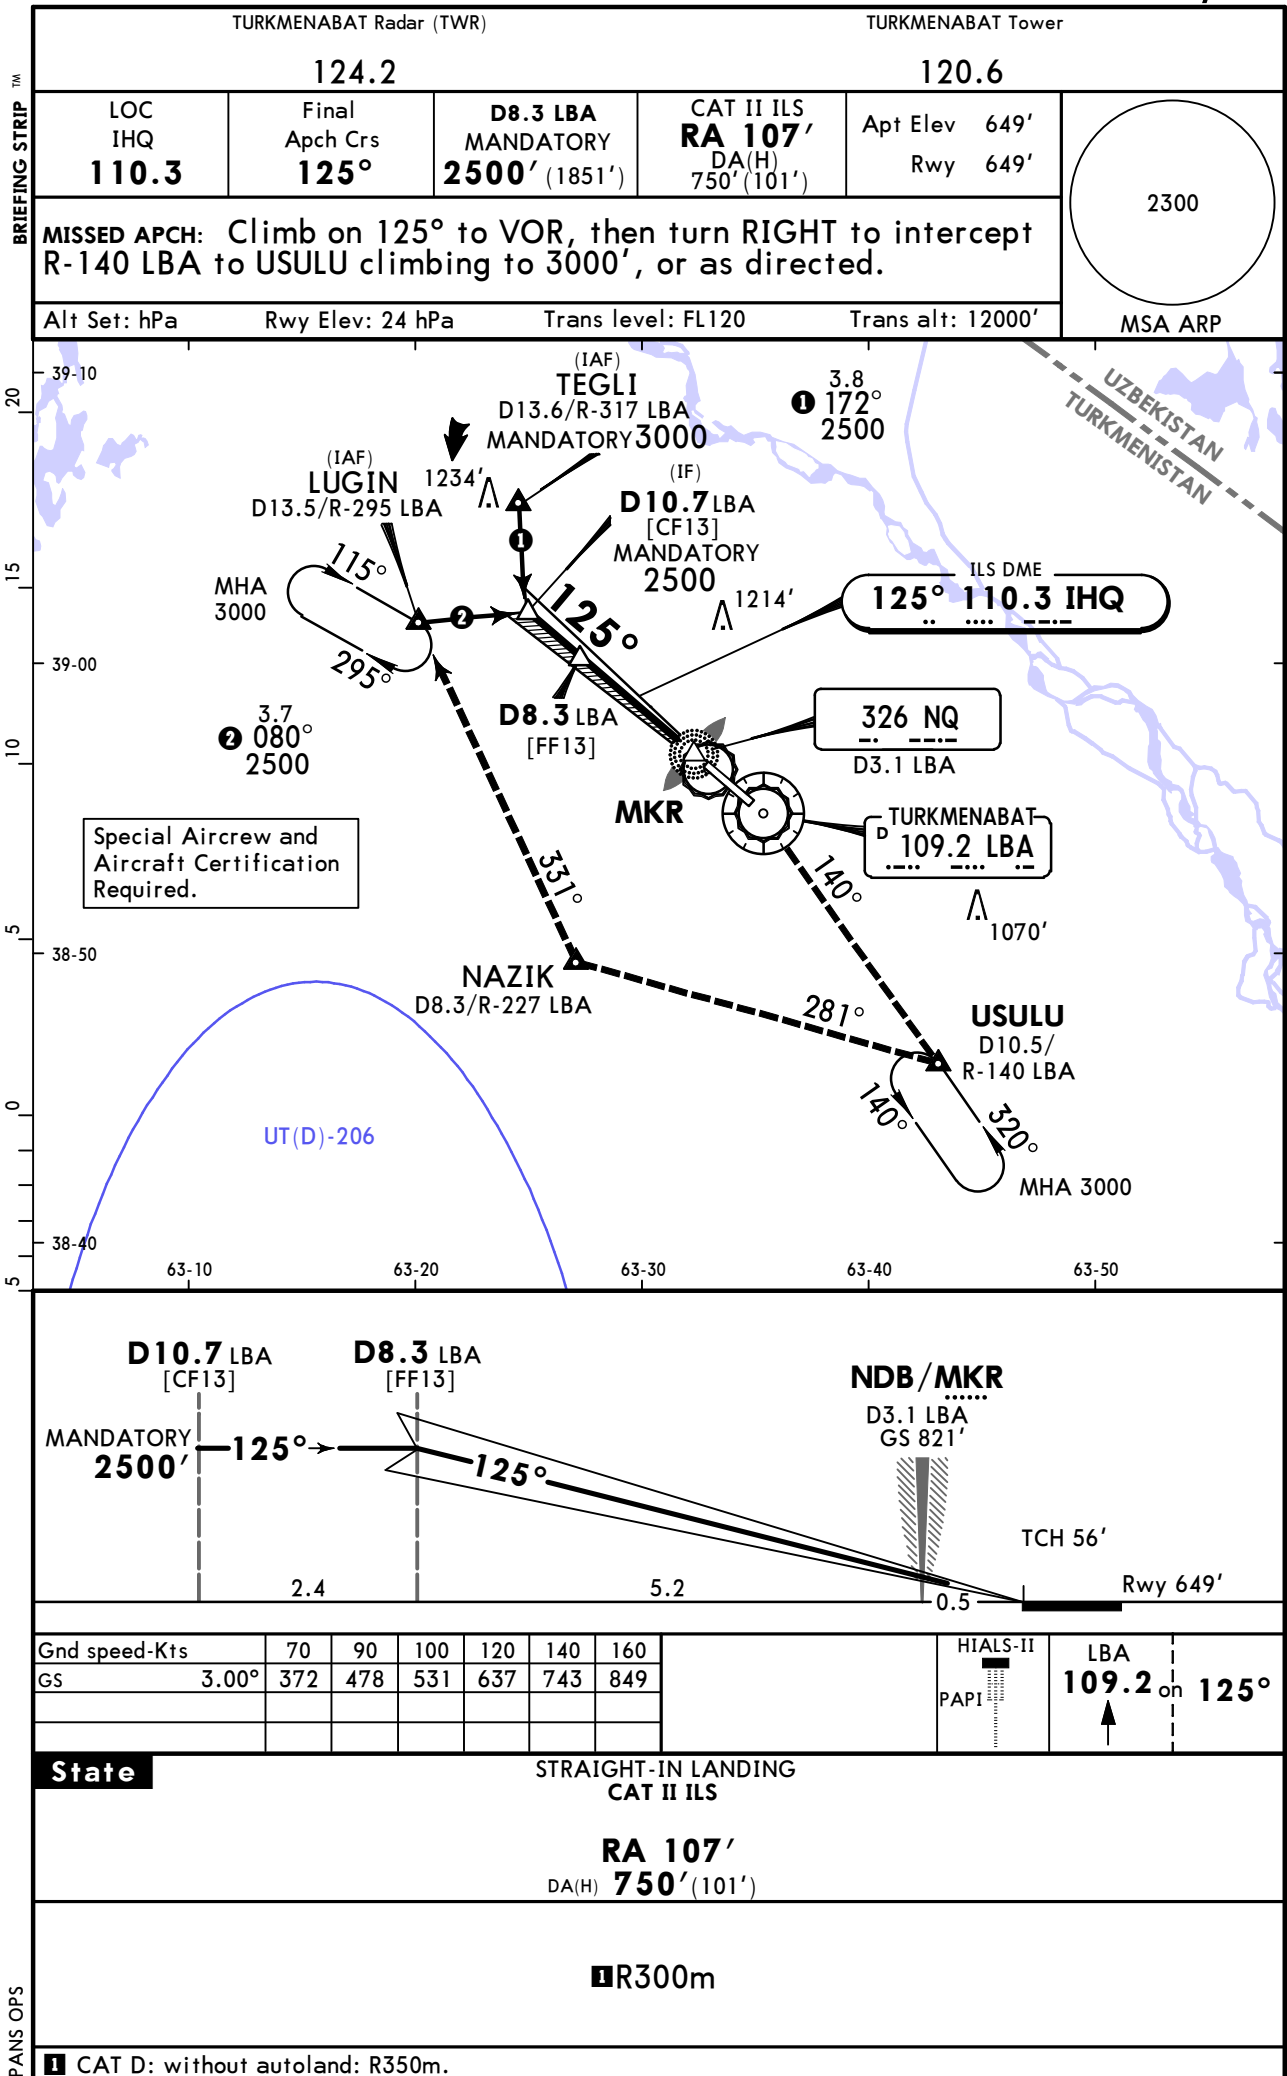 TURKMENABAT Radar (TWR)
124.2
TURKMENABAT Tower
120.6
BRIEFING STRIP ™
LOC
IHQ
110.3
Final
Apch Crs
125°
D8.3 LBA
MANDATORY
2500' (1851')
CAT II ILS
RA 107'
DA(H)
750' (101')
Apt Elev 649'
Rwy 649'
2300
MSA ARP
MISSED APCH: Climb on 125° to VOR, then turn RIGHT to intercept
R-140 LBA to USULU climbing to 3000', or as directed.
Alt Set: hPa Rwy Elev: 24 hPa Trans level: FL120 Trans alt: 12000'
39-10
(IAF)
TEGLI
D13.6/R-317 LBA
MANDATORY 3000
3.8
1 172°
2500
UZBEKISTAN
TURKMENISTAN
20
15
10
5
0
5
(IAF)
LUGIN
D13.5/R-295 LBA
1234'
(IF)
D10.7 LBA
[CF13]
MANDATORY
2500
1
115°
MHA
3000
295°
2
125°
1214'
ILS DME
125° 110.3 IHQ
39-00
D8.3 LBA
[FF13]
326 NQ
D3.1 LBA
3.7
2 080°
2500
MKR
TURKMENABAT
D
109.2 LBA
Special Aircrew and
Aircraft Certification
Required.
331°
140°
1070'
38-50
NAZIK
D8.3/R-227 LBA
281°
USULU
D10.5/
R-140 LBA
140°
320°
MHA 3000
UT(D)-206
38-40
63-10 63-20 63-30 63-40 63-50
D10.7 LBA
[CF13]
D8.3 LBA
[FF13]
NDB/MKR
D3.1 LBA
GS 821'
MANDATORY
2500'
125°
125°
TCH 56'
Rwy 649'
2.4 5.2 0.5
Gnd speed-Kts 70 90 100 120 140 160
GS 3.00° 372 478 531 637 743 849
HIALS-II
PAPI
LBA
109.2 on 125°
State
STRAIGHT-IN LANDING
CAT II ILS
RA 107'
DA(H) 750' (101')
1 R300m
PANS OPS
1 CAT D: without autoland: R350m.